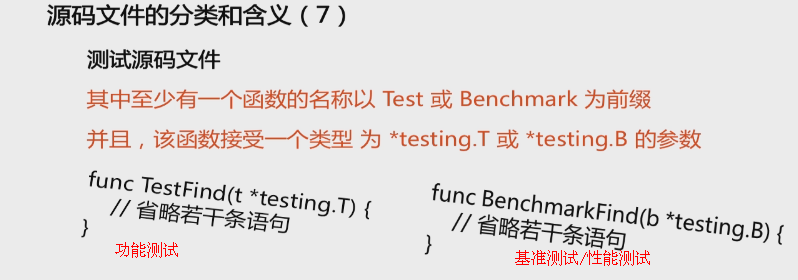 源码文件的分类和含义（7）
测试源码文件
其中至少有一个函数的名称以 Test 或 Benchmark 为前缀
并且，该函数接受一个类型 为 *testing.T 或 *testing.B 的参数
func TestFind(t *testing.T) {
// 省略若干条语句
}
功能测试
func BenchmarkFind(b *testing.B) {
// 省略若干条语句
}
基准测试/性能测试